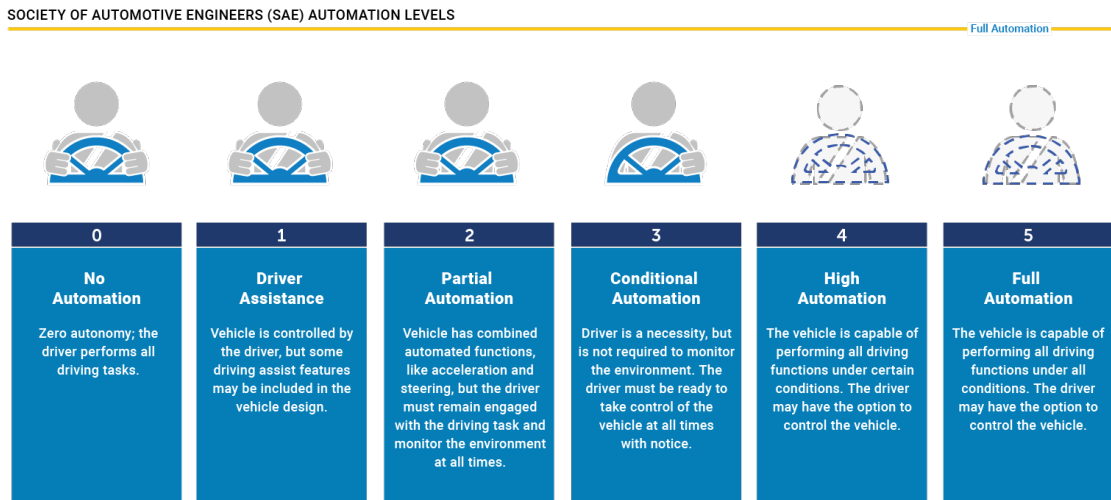 SOCIETY OF AUTOMOTIVE ENGINEERS (SAE) AUTOMATION LEVELS
Full Automation
0
No
Automation
Zero autonomy; the
driver performs all
driving tasks.
1
Driver
Assistance
Vehicle is controlled by
the driver, but some
driving assist features
may be included in the
vehicle design.
2
Partial
Automation
Vehicle has combined
automated functions,
like acceleration and
steering, but the driver
must remain engaged
with the driving task and
monitor the environment
at all times.
3
Conditional
Automation
Driver is a necessity, but
is not required to monitor
the environment. The
driver must be ready to
take control of the
vehicle at all times
with notice.
4
High
Automation
The vehicle is capable of
performing all driving
functions under certain
conditions. The driver
may have the option to
control the vehicle.
5
Full
Automation
The vehicle is capable of
performing all driving
functions under all
conditions. The driver
may have the option to
control the vehicle.